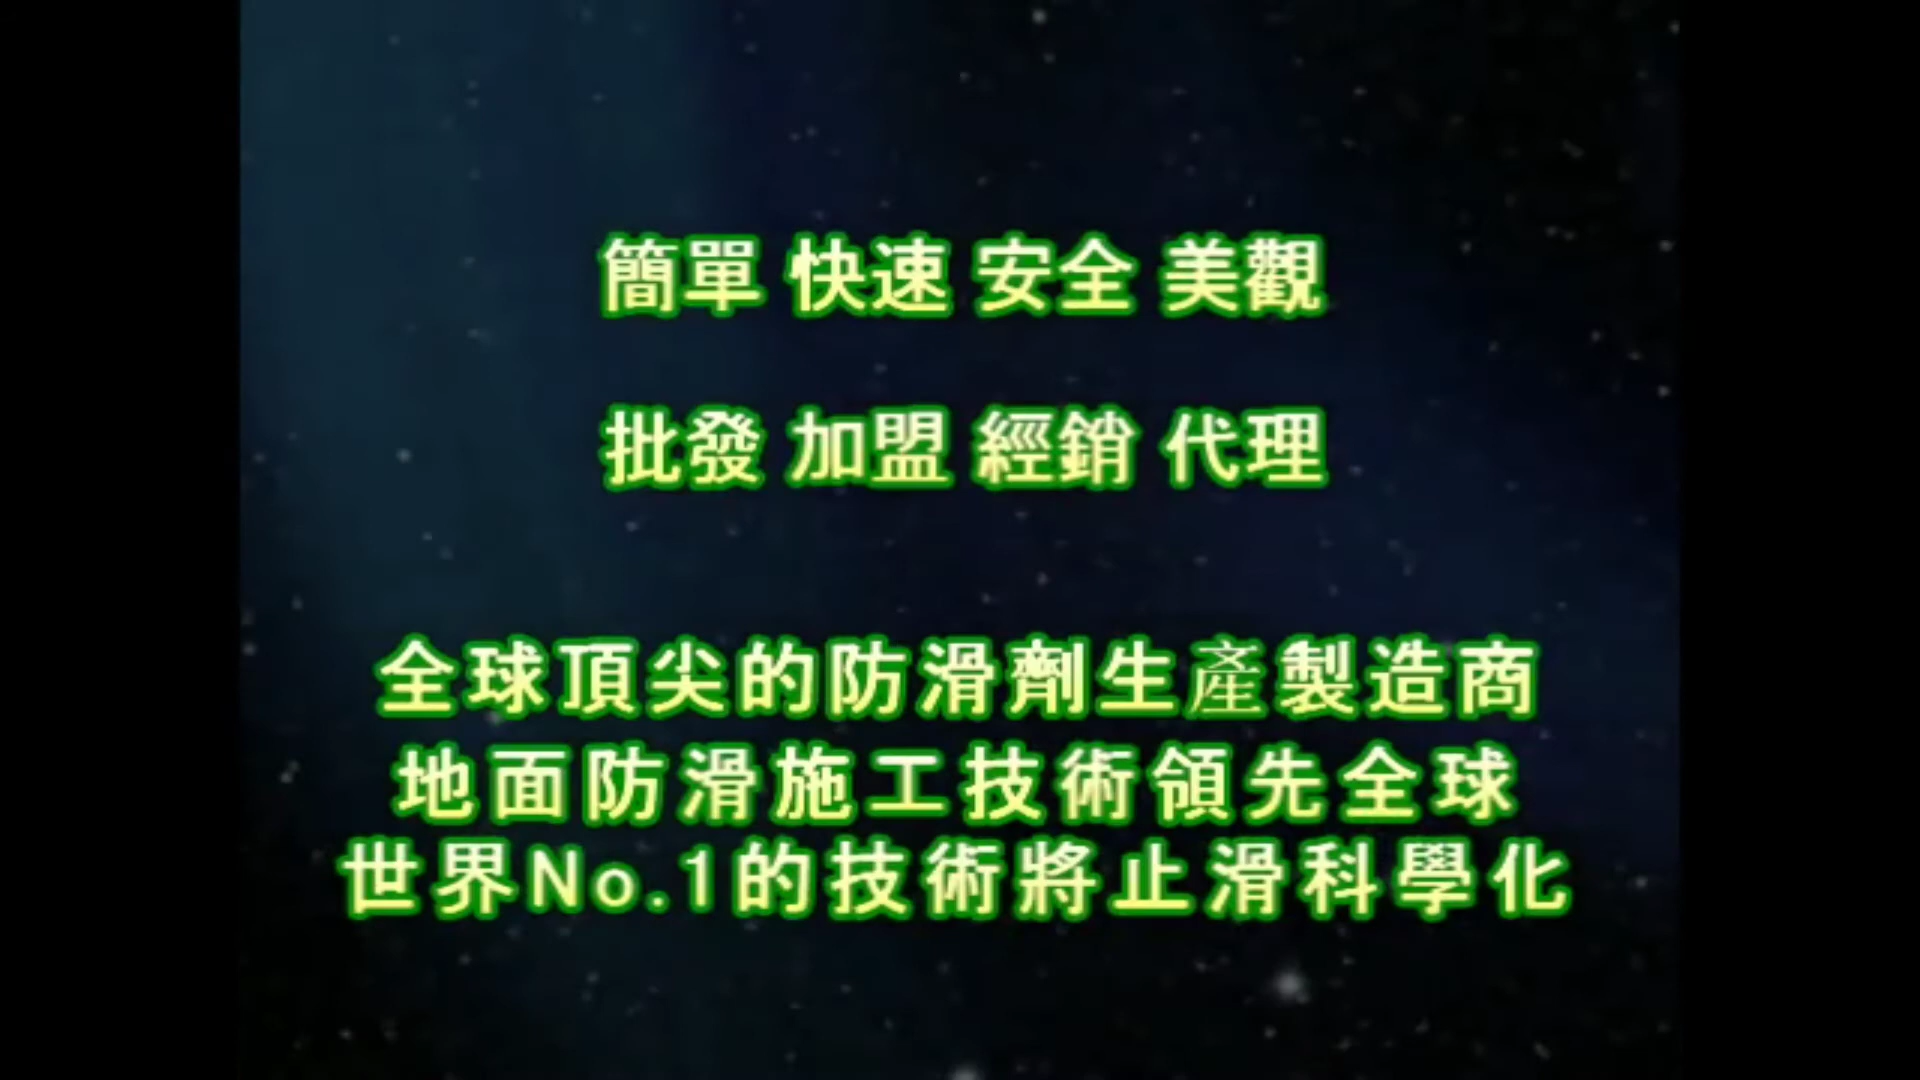 簡單 快速 安全 美觀
批發 加盟 經銷 代理
全球頂尖的防滑劑生產製造商
地面防滑施工技術領先全球
世界No.1的技術將止滑科學化